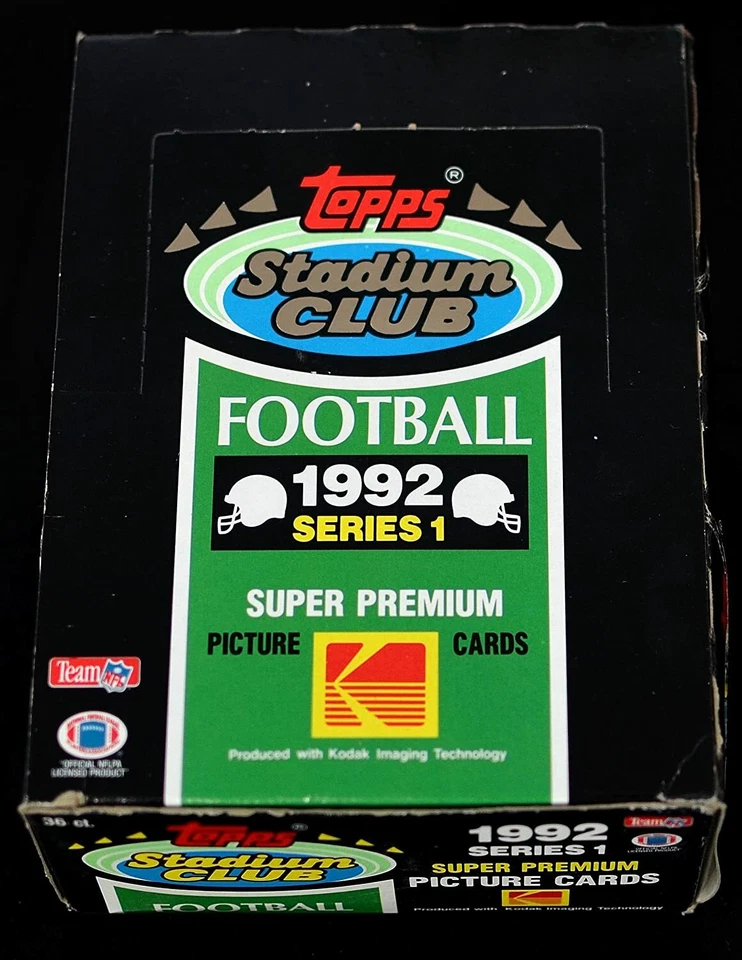 Topps ®
Stadium
CLUB
FOOTBALL
1992
SERIES 1
SUPER PREMIUM
PICTURE CARDS
Produced with Kodak Imaging Technology
Team NFL
"OFFICIAL NFLPA
LICENSED PRODUCT"
36 ct.
Topps ®
Stadium
CLUB
FOOTBALL
1992
SERIES 1
SUPER PREMIUM
PICTURE CARDS
Produced with Kodak Imaging Technology
Team NFL